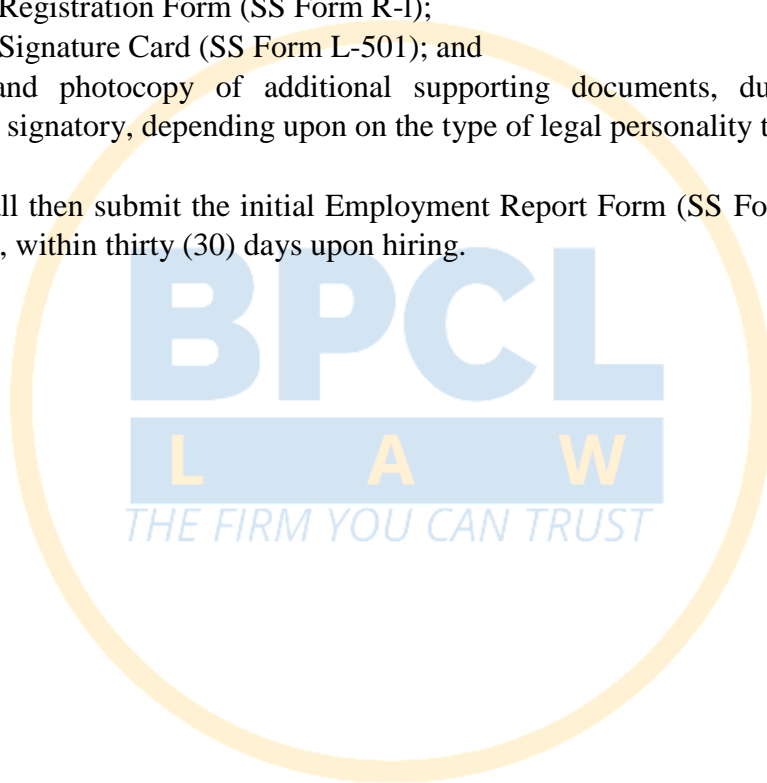 Registration Form (SS Form R-l);
Signature Card (SS Form L-501); and
and photocopy of additional supporting documents, du
signatory, depending upon on the type of legal personality t
ll then submit the initial Employment Report Form (SS Fo
, within thirty (30) days upon hiring.
BPCL
L A W
THE FIRM YOU CAN TRUST